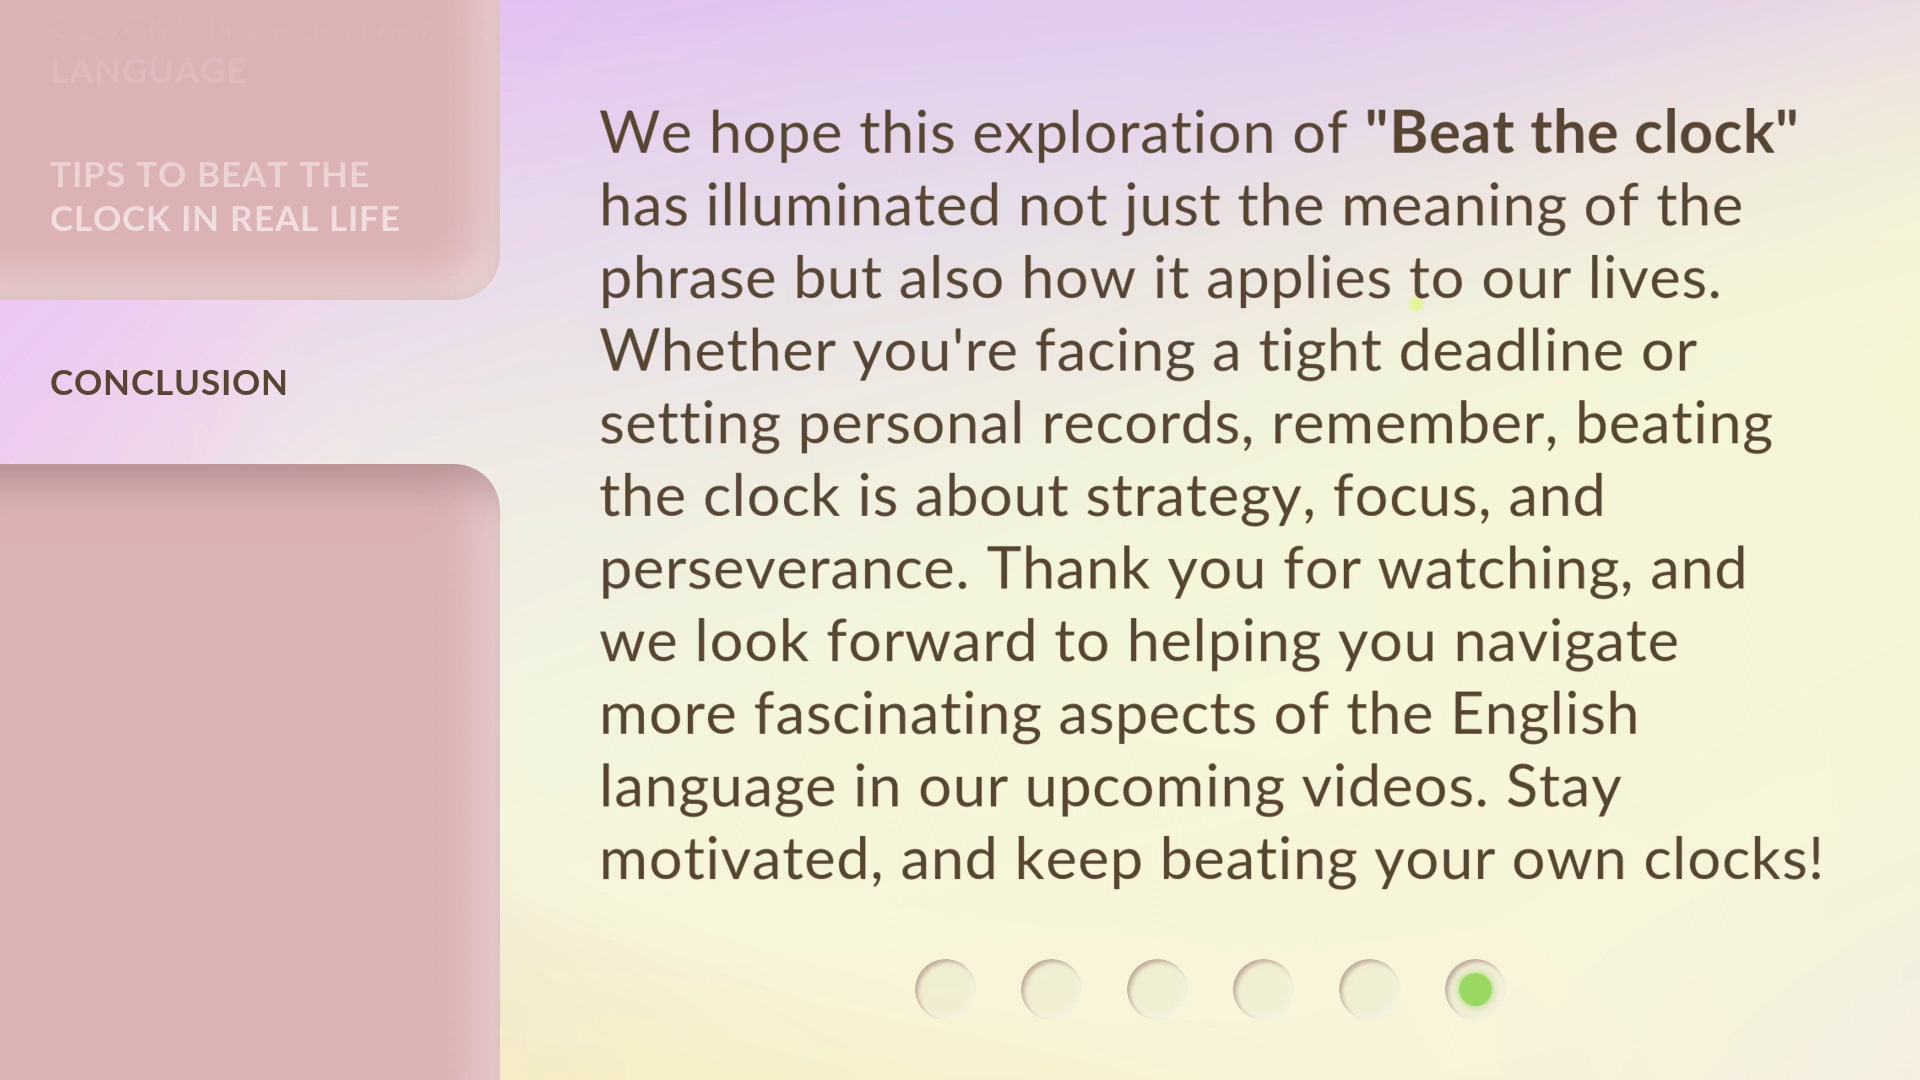 CLOCK" IN EVERYDAY
LANGUAGE
TIPS TO BEAT THE
CLOCK IN REAL LIFE
CONCLUSION
We hope this exploration of "Beat the clock"
has illuminated not just the meaning of the
phrase but also how it applies to our lives.
Whether you're facing a tight deadline or
setting personal records, remember, beating
the clock is about strategy, focus, and
perseverance. Thank you for watching, and
we look forward to helping you navigate
more fascinating aspects of the English
language in our upcoming videos. Stay
motivated, and keep beating your own clocks!